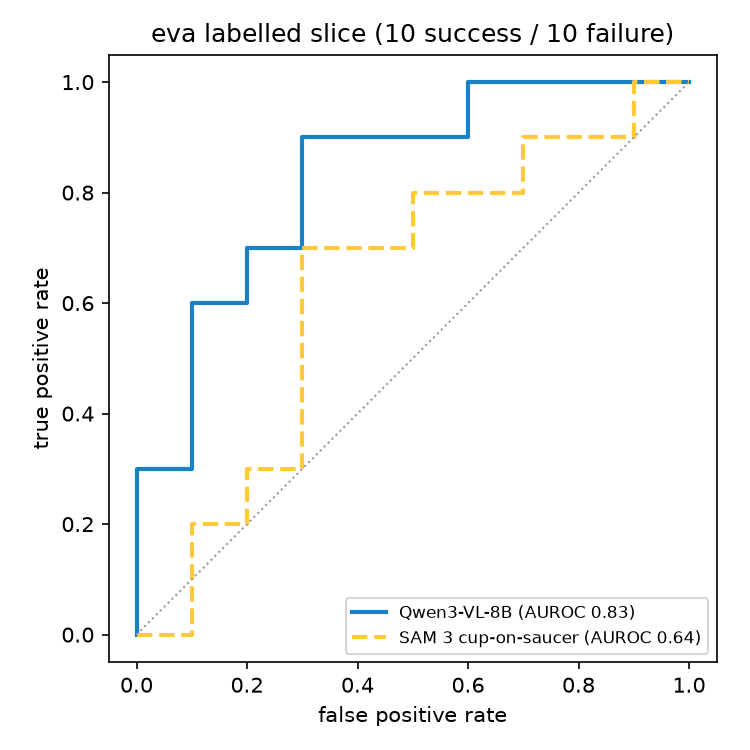 eva labelled slice (10 success / 10 failure)
true positive rate
1.0
0.8
0.6
0.4
0.2
0.0
Qwen3-VL-8B (AUROC 0.83)
SAM 3 cup-on-saucer (AUROC 0.64)
0.0 0.2 0.4 0.6 0.8 1.0
false positive rate